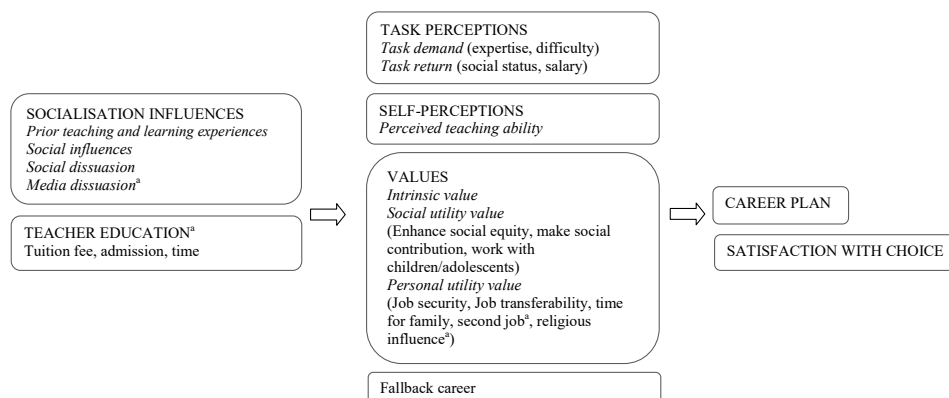 TASK PERCEPTIONS
Task demand (expertise, difficulty)
Task return (social status, salary)
SOCIALISATION INFLUENCES
Prior teaching and learning experiences
Social influences
Social dissuasion
Media dissuasionᵃ
TEACHER EDUCATIONᵃ
Tuition fee, admission, time
SELF-PERCEPTIONS
Perceived teaching ability
VALUES
Intrinsic value
Social utility value
(Enhance social equity, make social
contribution, work with
children/adolescents)
Personal utility value
(Job security, Job transferability, time
for family, second jobᵃ, religious
influenceᵃ)
Fallback career
CAREER PLAN
SATISFACTION WITH CHOICE